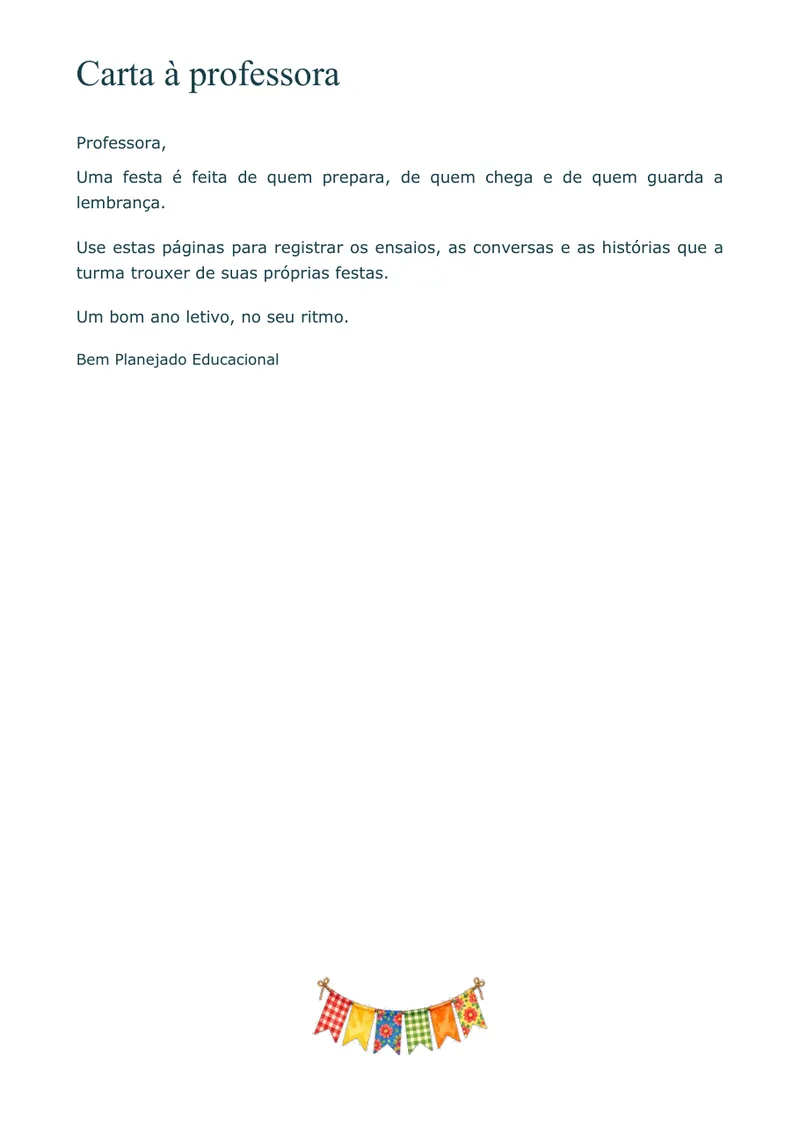 Carta à professora
Professora,
Uma festa é feita de quem prepara, de quem chega e de quem guarda a
lembrança.
Use estas páginas para registrar os ensaios, as conversas e as histórias que a
turma trouxer de suas próprias festas.
Um bom ano letivo, no seu ritmo.
Bem Planejado Educacional